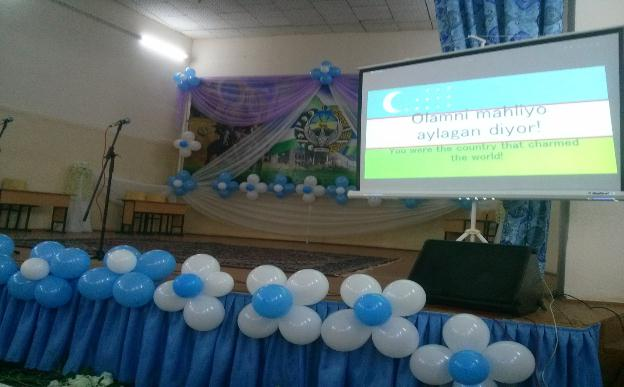 Olamni mahliyo
aylagan diyor!
You were the country that charmed
the world!